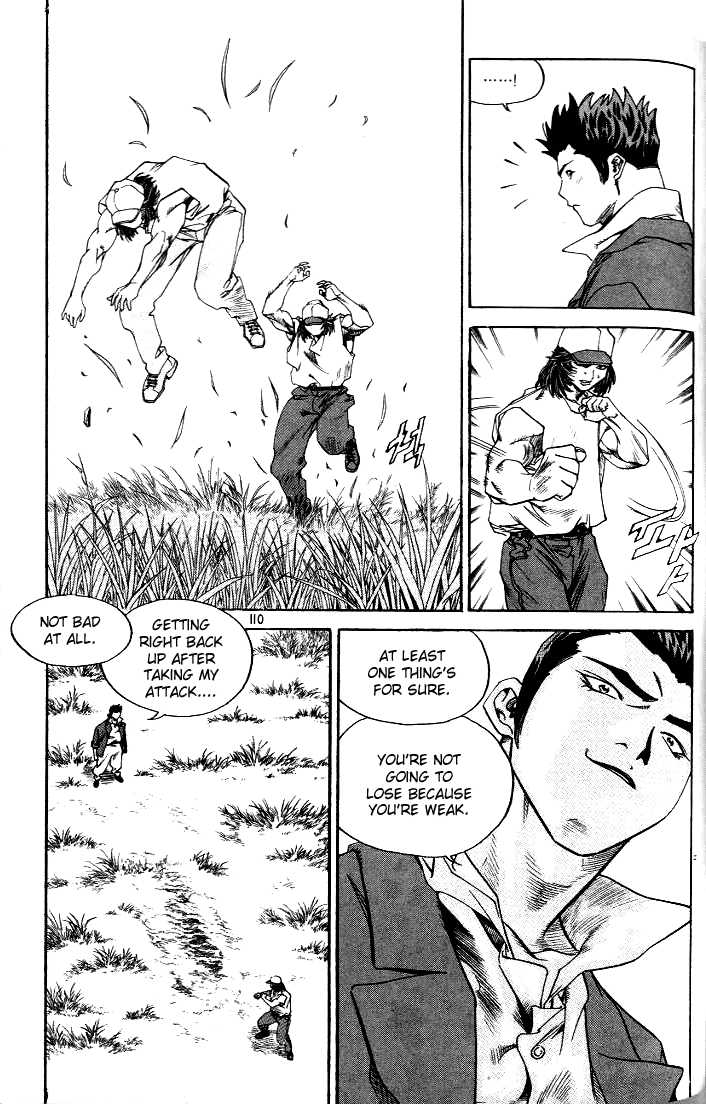 ......!
NOT BAD
AT ALL.
GETTING
RIGHT BACK
UP AFTER
TAKING MY
ATTACK....
110
AT LEAST
ONE THING'S
FOR SURE.
YOU'RE NOT
GOING TO
LOSE BECAUSE
YOU'RE WEAK.